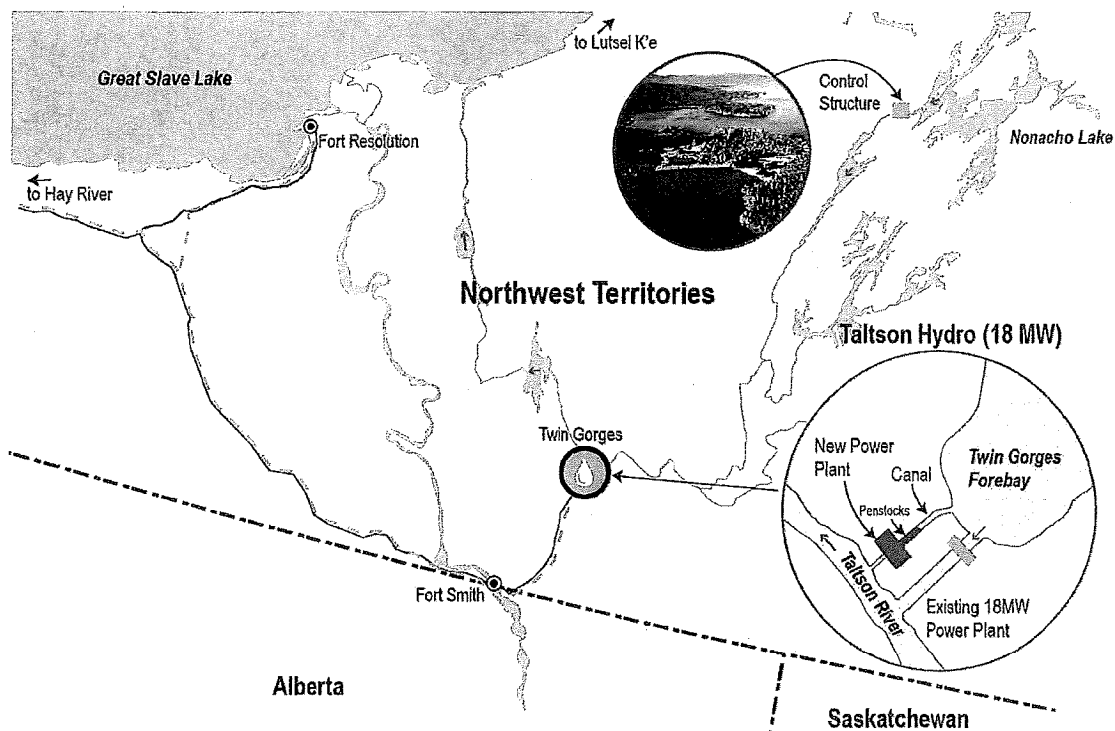 to Lutsel K'e
Great Slave Lake
Control
Structure
Nonacho Lake
Fort Resolution
to Hay River
Northwest Territories
Taltson Hydro (18 MW)
Twin Gorges
New Power
Plant
Canal
Penstocks
Twin Gorges
Forebay
Taltson River
Existing 18MW
Power Plant
Fort Smith
Alberta
Saskatchewan